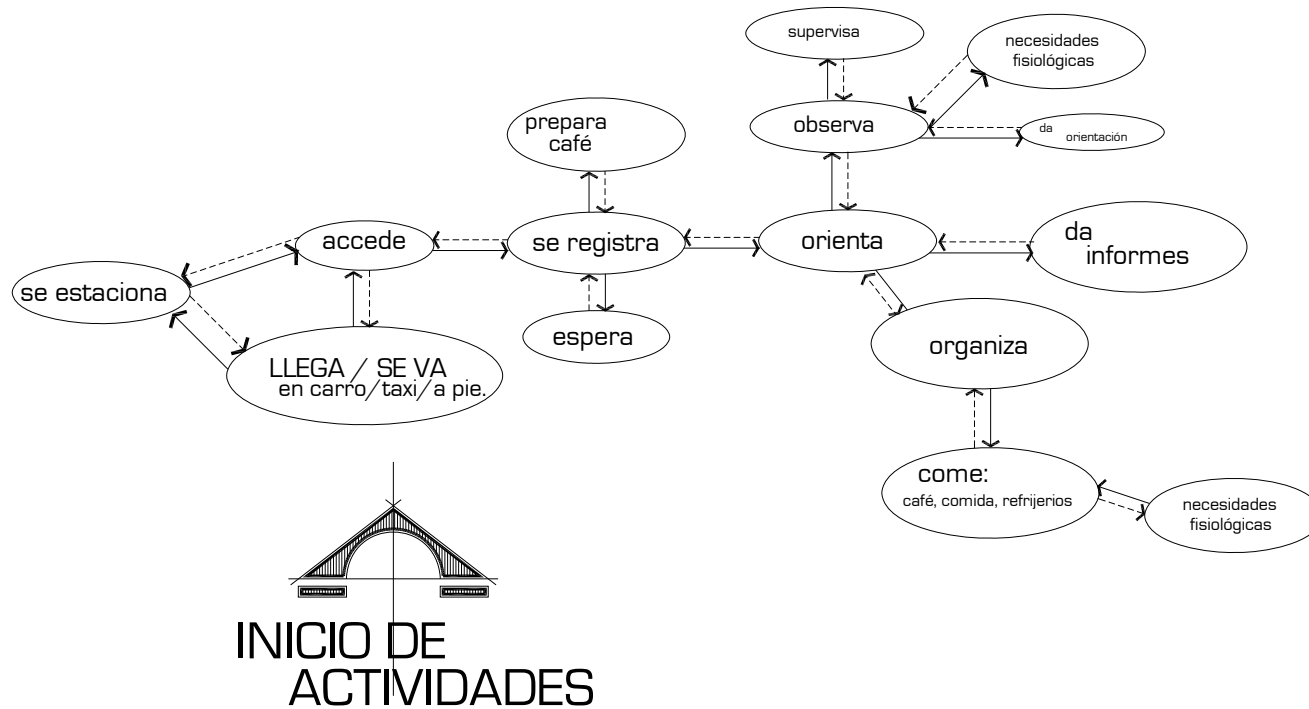 supervisa
necesidades
fisiológicas
prepara
café
observa
da
orientación
accede
se registra
orienta
da
informes
se estaciona
espera
organiza
LLEGA / SE VA
en carro/taxi/a pie.
come:
café, comida, refrijerios
necesidades
fisiológicas
INICIO DE
ACTIVIDADES